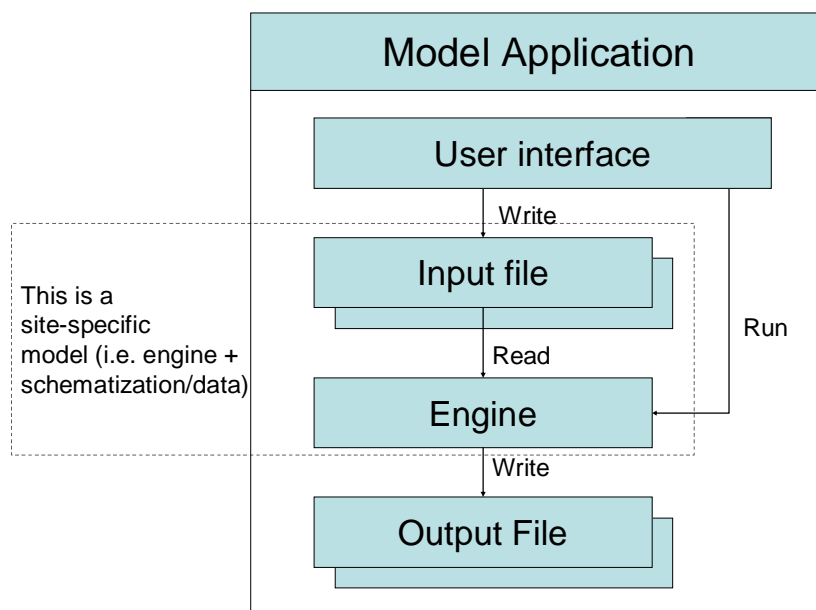 Model Application
User interface
Write
Input file
This is a
site-specific
model (i.e. engine +
schematization/data)
Run
Read
Engine
Write
Output File